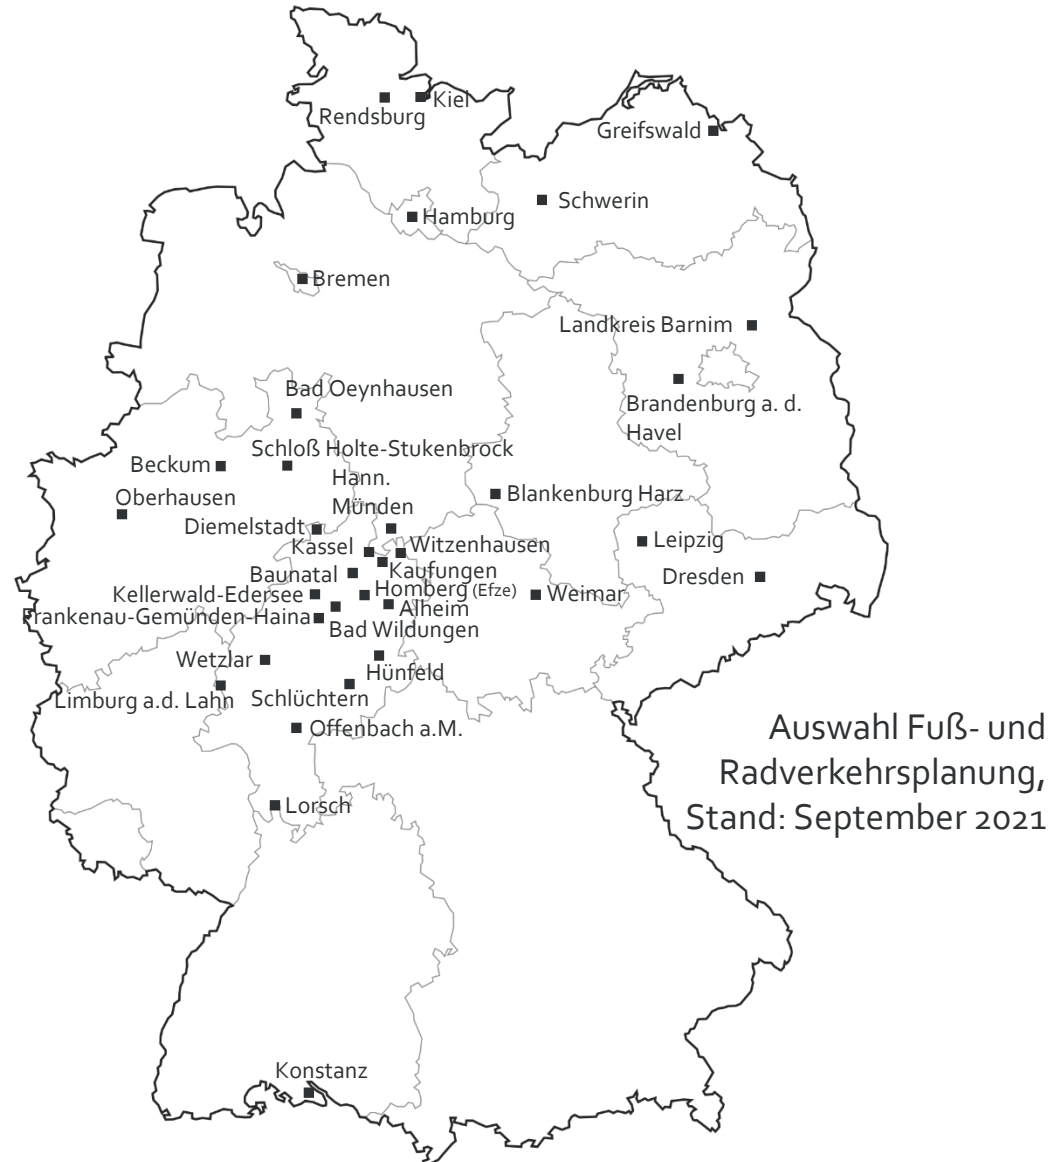 Kiel
Rendsburg
Greifswald
Schwerin
Hamburg
Bremen
Landkreis Barnim
Bad Oeynhausen
Brandenburg a. d.
Havel
Schloß Holte-Stukenbrock
Beckum
Hann.
Münden
Oberhausen
Blankenburg Harz
Diemelstadt
Kassel
Witzenhausen
Leipzig
Baunatal
Kaufungen
Dresden
Kellerwald-Edersee
Homberg (Efze)
Weimar
Alheim
Frankenau-Gemünden-Haina
Bad Wildungen
Wetzlar
Hünfeld
Limburg a.d. Lahn
Schlüchtern
Offenbach a.M.
Auswahl Fuß- und
Radverkehrsplanung,
Stand: September 2021
Lorsch
Konstanz